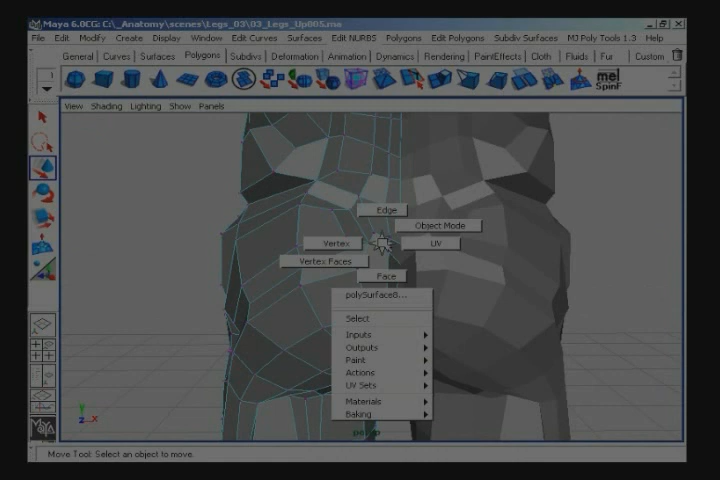 Maya 6.0CG: C:\_Anatomy\scenes\Legs_03\03_Legs_Up005.ma
File Edit Modify Create Display Window Edit Curves Surfaces Edit NURBS Polygons Edit Polygons Subdiv Surfaces MJ Poly Tools 1.3 Help
General Curves Surfaces Polygons Subdivs Deformation Animation Dynamics Rendering PaintEffects Cloth Fluids Fur Custom
mel
SpinF
View Shading Lighting Show Panels
Edge
Object Mode
Vertex UV
Vertex Faces
Face
polySurface8...
Select
Inputs
Outputs
Paint
Actions
UV Sets
Materials
Baking
persp
z x
Move Tool: Select an object to move.